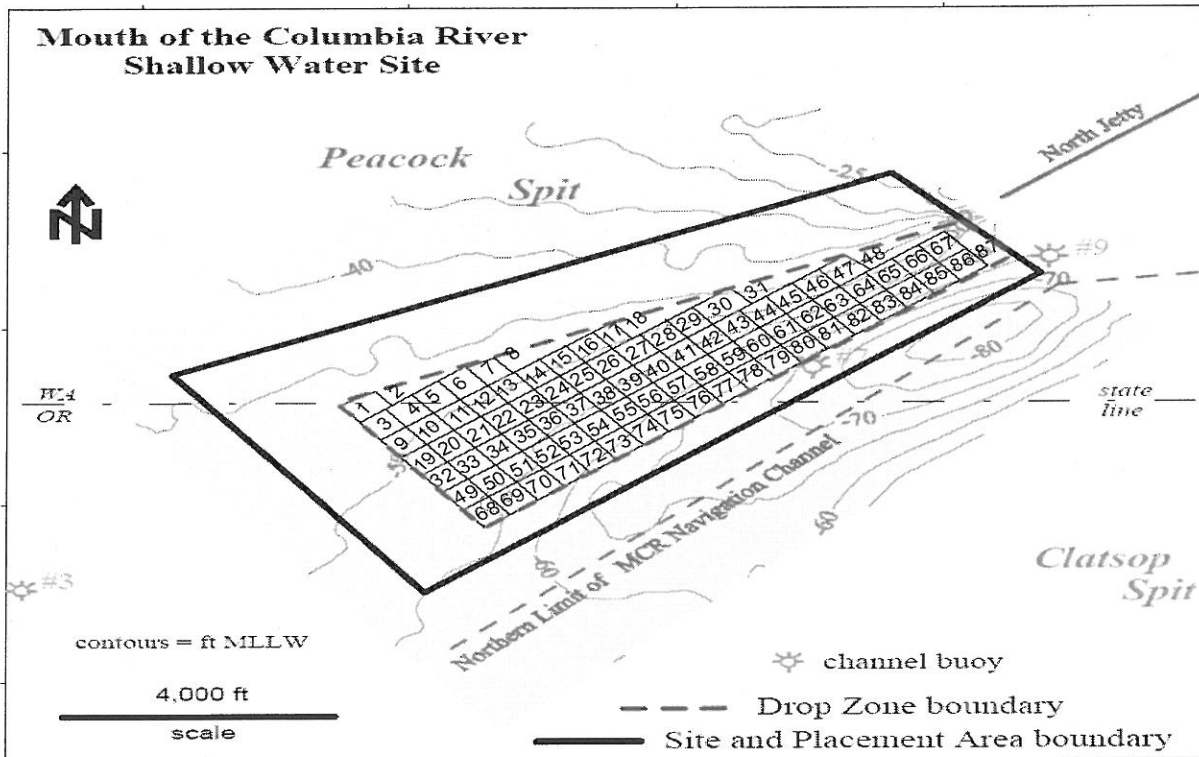 Mouth of the Columbia River
Shallow Water Site
North Jetty
Peacock
Spit
-25
N
#9
-40
-70
67 87
48 66 86
47 65 85
31 46 64 84
30 45 63 83
29 44 62 82
18 28 43 61 81
17 27 42 60 80
16 26 41 59 79
8 15 25 40 58 78
7 14 24 39 57 77
6 13 23 38 56 76
2 5 12 22 37 55 75
1 4 11 21 36 54 74
3 10 20 35 53 73
9 19 34 52 72
33 51 71
32 50 70
49 69
68
#7
-80
WA
OR
state
line
-70
-60
60
Northern Limit of MCR Navigation Channel
Clatsop
Spit
#3
contours = ft MLLW
channel buoy
4,000 ft
scale
Drop Zone boundary
Site and Placement Area boundary